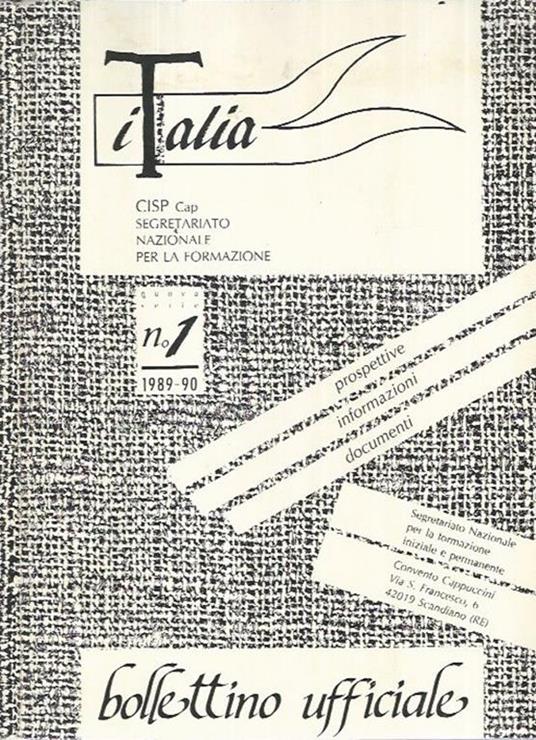 iTalia
CISP Cap
SEGRETARIATO
NAZIONALE
PER LA FORMAZIONE
nuova
serie
n.o 1
1989-90
prospettive
informazioni
documenti
Segretariato Nazionale
per la formazione
iniziale e permanente
Convento Cappuccini
Via S. Francesco, 6
42019 Scandiano (RE)
bollettino ufficiale